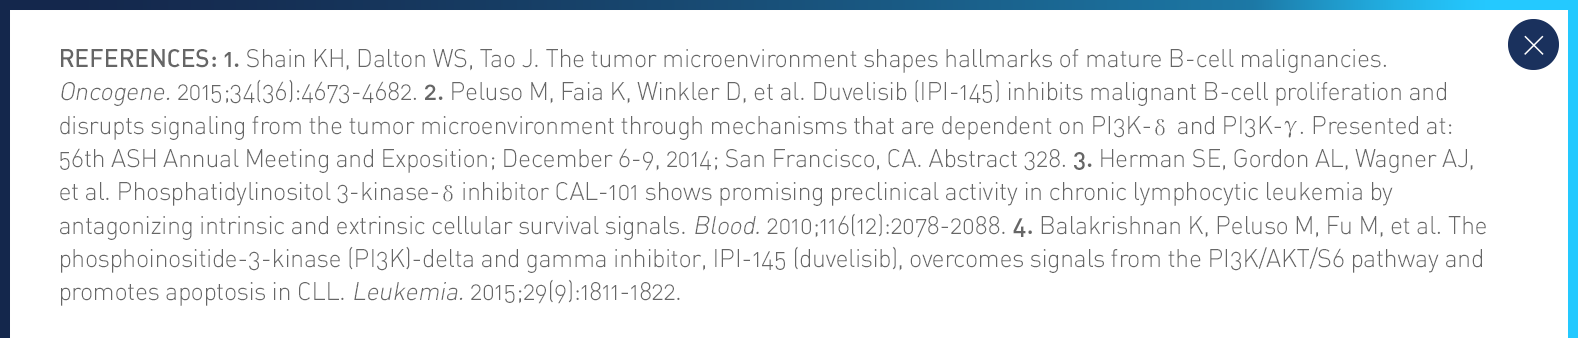 REFERENCES: 1. Shain KH, Dalton WS, Tao J. The tumor microenvironment shapes hallmarks of mature B-cell malignancies.
Oncogene. 2015;34(36):4673-4682. 2. Peluso M, Faia K, Winkler D, et al. Duvelisib (IPI-145) inhibits malignant B-cell proliferation and
disrupts signaling from the tumor microenvironment through mechanisms that are dependent on PI3K-δ and PI3K-γ. Presented at:
56th ASH Annual Meeting and Exposition; December 6-9, 2014; San Francisco, CA. Abstract 328. 3. Herman SE, Gordon AL, Wagner AJ,
et al. Phosphatidylinositol 3-kinase-δ inhibitor CAL-101 shows promising preclinical activity in chronic lymphocytic leukemia by
antagonizing intrinsic and extrinsic cellular survival signals. Blood. 2010;116(12):2078-2088. 4. Balakrishnan K, Peluso M, Fu M, et al. The
phosphoinositide-3-kinase (PI3K)-delta and gamma inhibitor, IPI-145 (duvelisib), overcomes signals from the PI3K/AKT/S6 pathway and
promotes apoptosis in CLL. Leukemia. 2015;29(9):1811-1822.